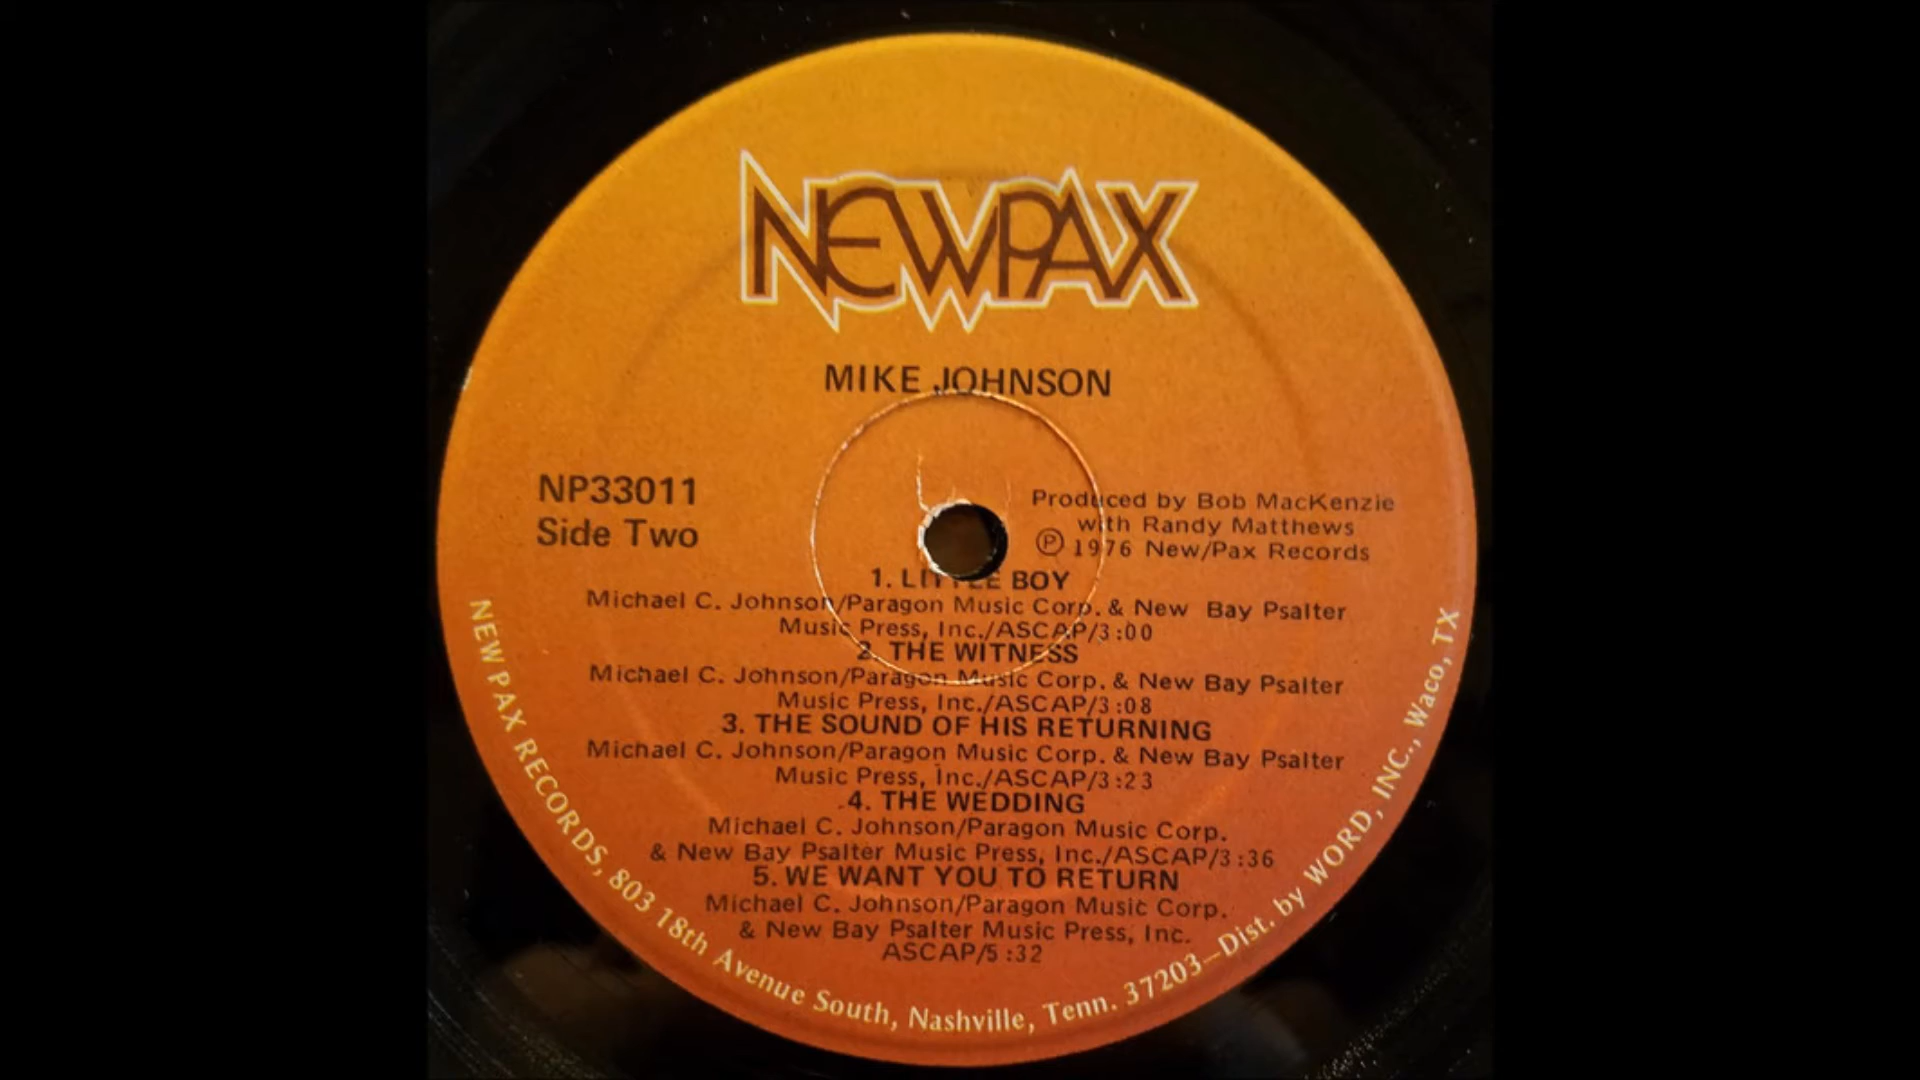 NEWPAX
MIKE JOHNSON
NP33011
Side Two
Produced by Bob MacKenzie
with Randy Matthews
Ⓟ 1976 New/Pax Records
1. LITTLE BOY
Michael C. Johnson/Paragon Music Corp. & New Bay Psalter
Music Press, Inc./ASCAP/3:00
2. THE WITNESS
Michael C. Johnson/Paragon Music Corp. & New Bay Psalter
Music Press, Inc./ASCAP/3:08
3. THE SOUND OF HIS RETURNING
Michael C. Johnson/Paragon Music Corp. & New Bay Psalter
Music Press, Inc./ASCAP/3:23
4. THE WEDDING
Michael C. Johnson/Paragon Music Corp.
& New Bay Psalter Music Press, Inc./ASCAP/3:36
5. WE WANT YOU TO RETURN
Michael C. Johnson/Paragon Music Corp.
& New Bay Psalter Music Press, Inc.
ASCAP/5:32
NEW PAX RECORDS, 803 18th Avenue South, Nashville, Tenn. 37203—Dist. by WORD, INC., Waco, TX